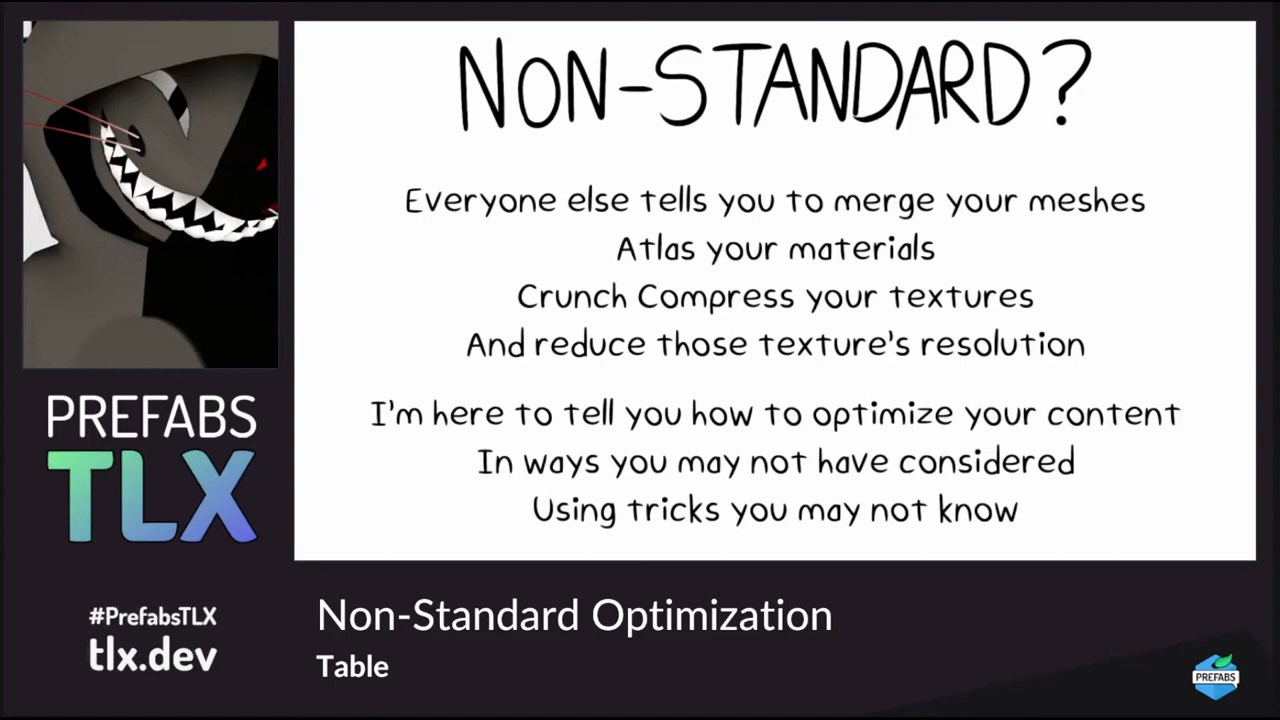 NON-STANDARD?
Everyone else tells you to merge your meshes
Atlas your materials
Crunch Compress your textures
And reduce those texture's resolution
I'm here to tell you how to optimize your content
In ways you may not have considered
Using tricks you may not know
PREFABS
TLX
#PrefabsTLX
tlx.dev
Non-Standard Optimization
Table
PREFABS